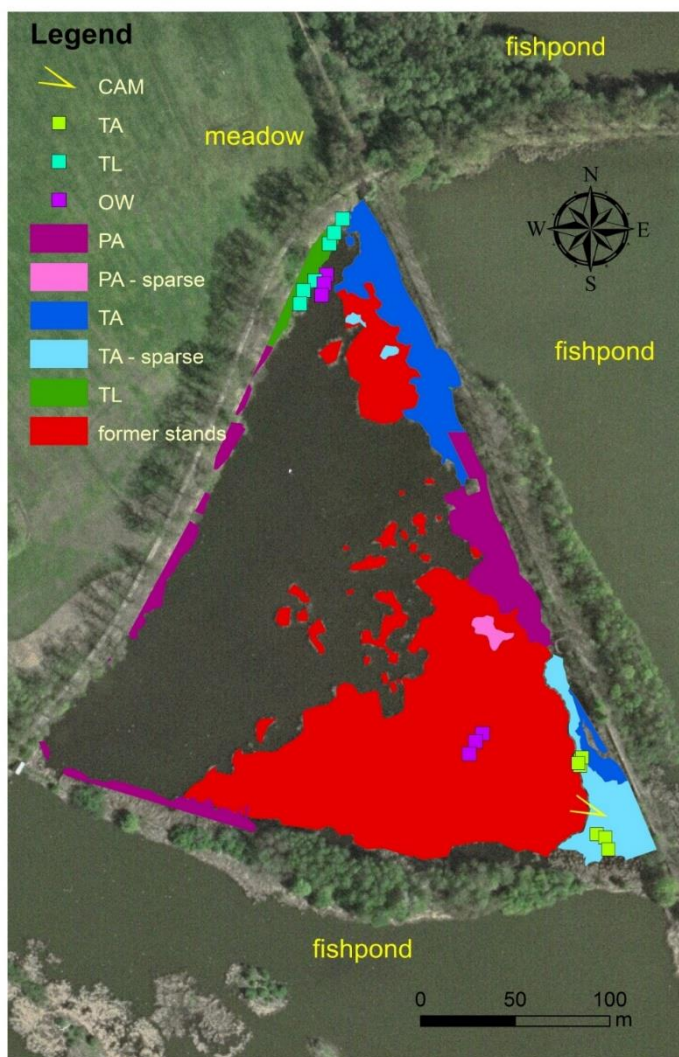 Legend
CAM
TA
TL
OW
PA
PA - sparse
TA
TA - sparse
TL
former stands
fishpond
meadow
N
W E
S
fishpond
fishpond
0 50 100
m